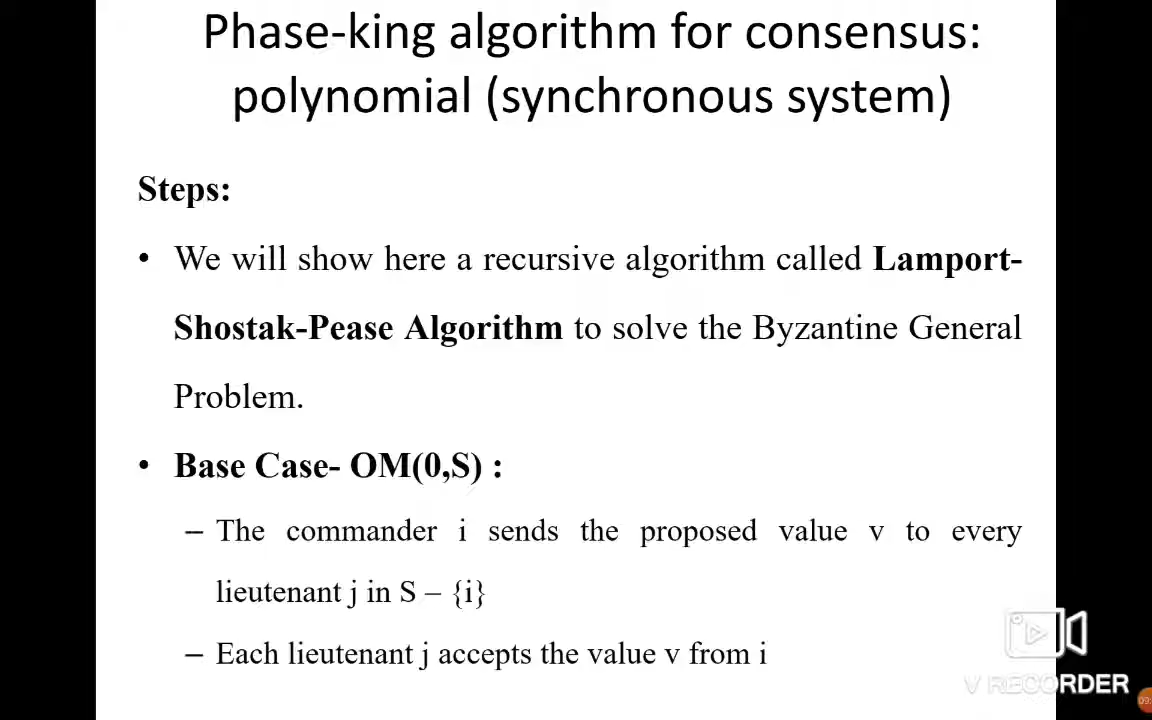 Phase-king algorithm for consensus:
polynomial (synchronous system)
Steps:
• We will show here a recursive algorithm called Lamport-
Shostak-Pease Algorithm to solve the Byzantine General
Problem.
• Base Case- OM(0,S) :
– The commander i sends the proposed value v to every
lieutenant j in S – {i}
– Each lieutenant j accepts the value v from i
V RECORDER